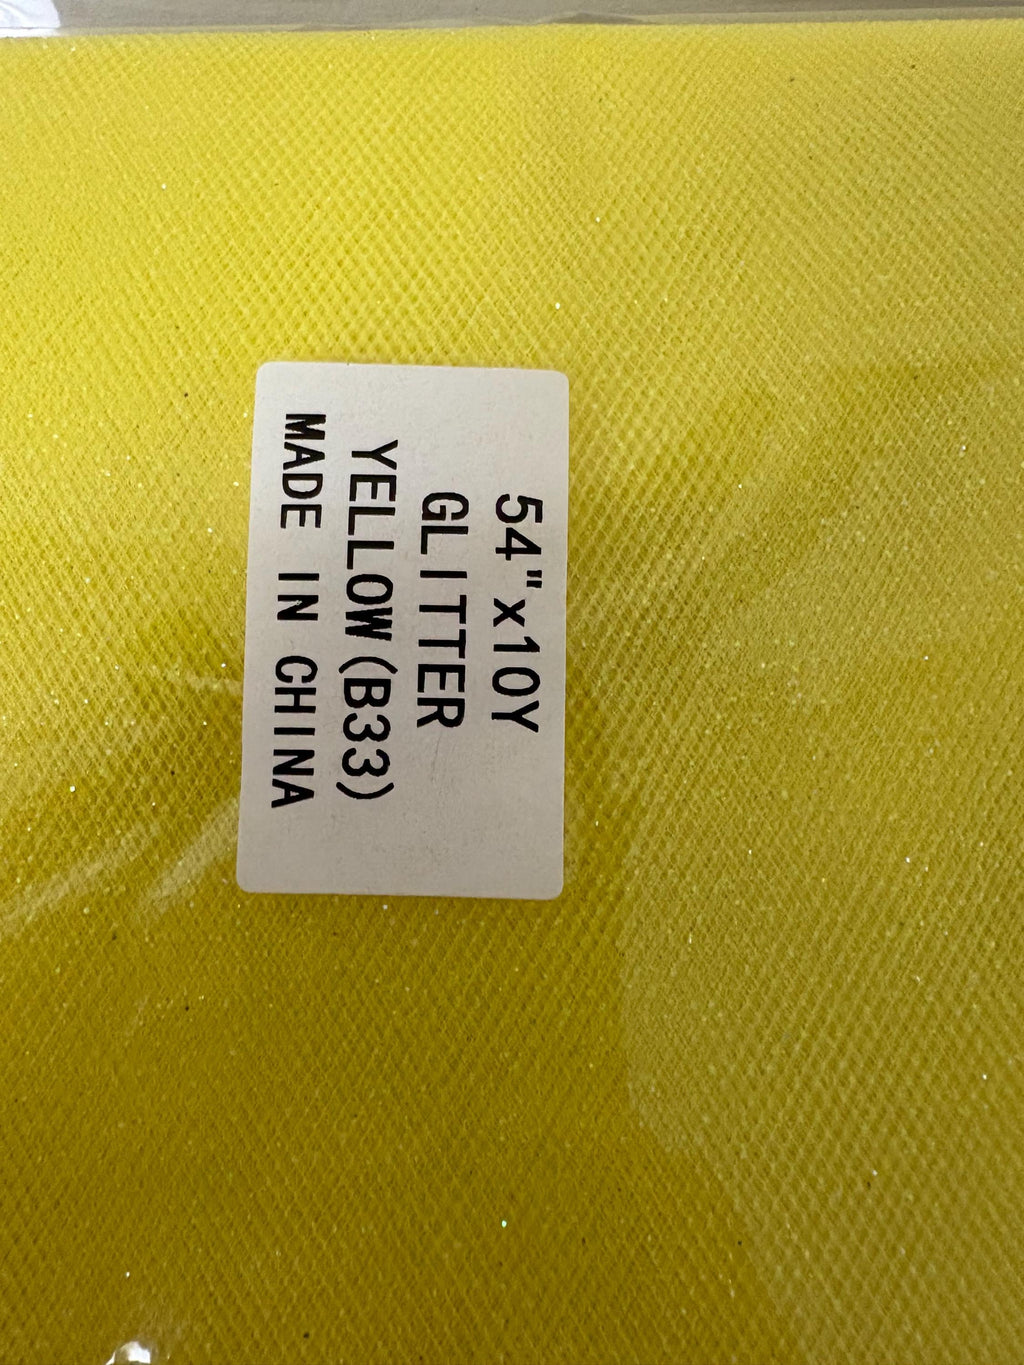 54"x10Y
GLITTER
YELLOW(B33)
MADE IN CHINA